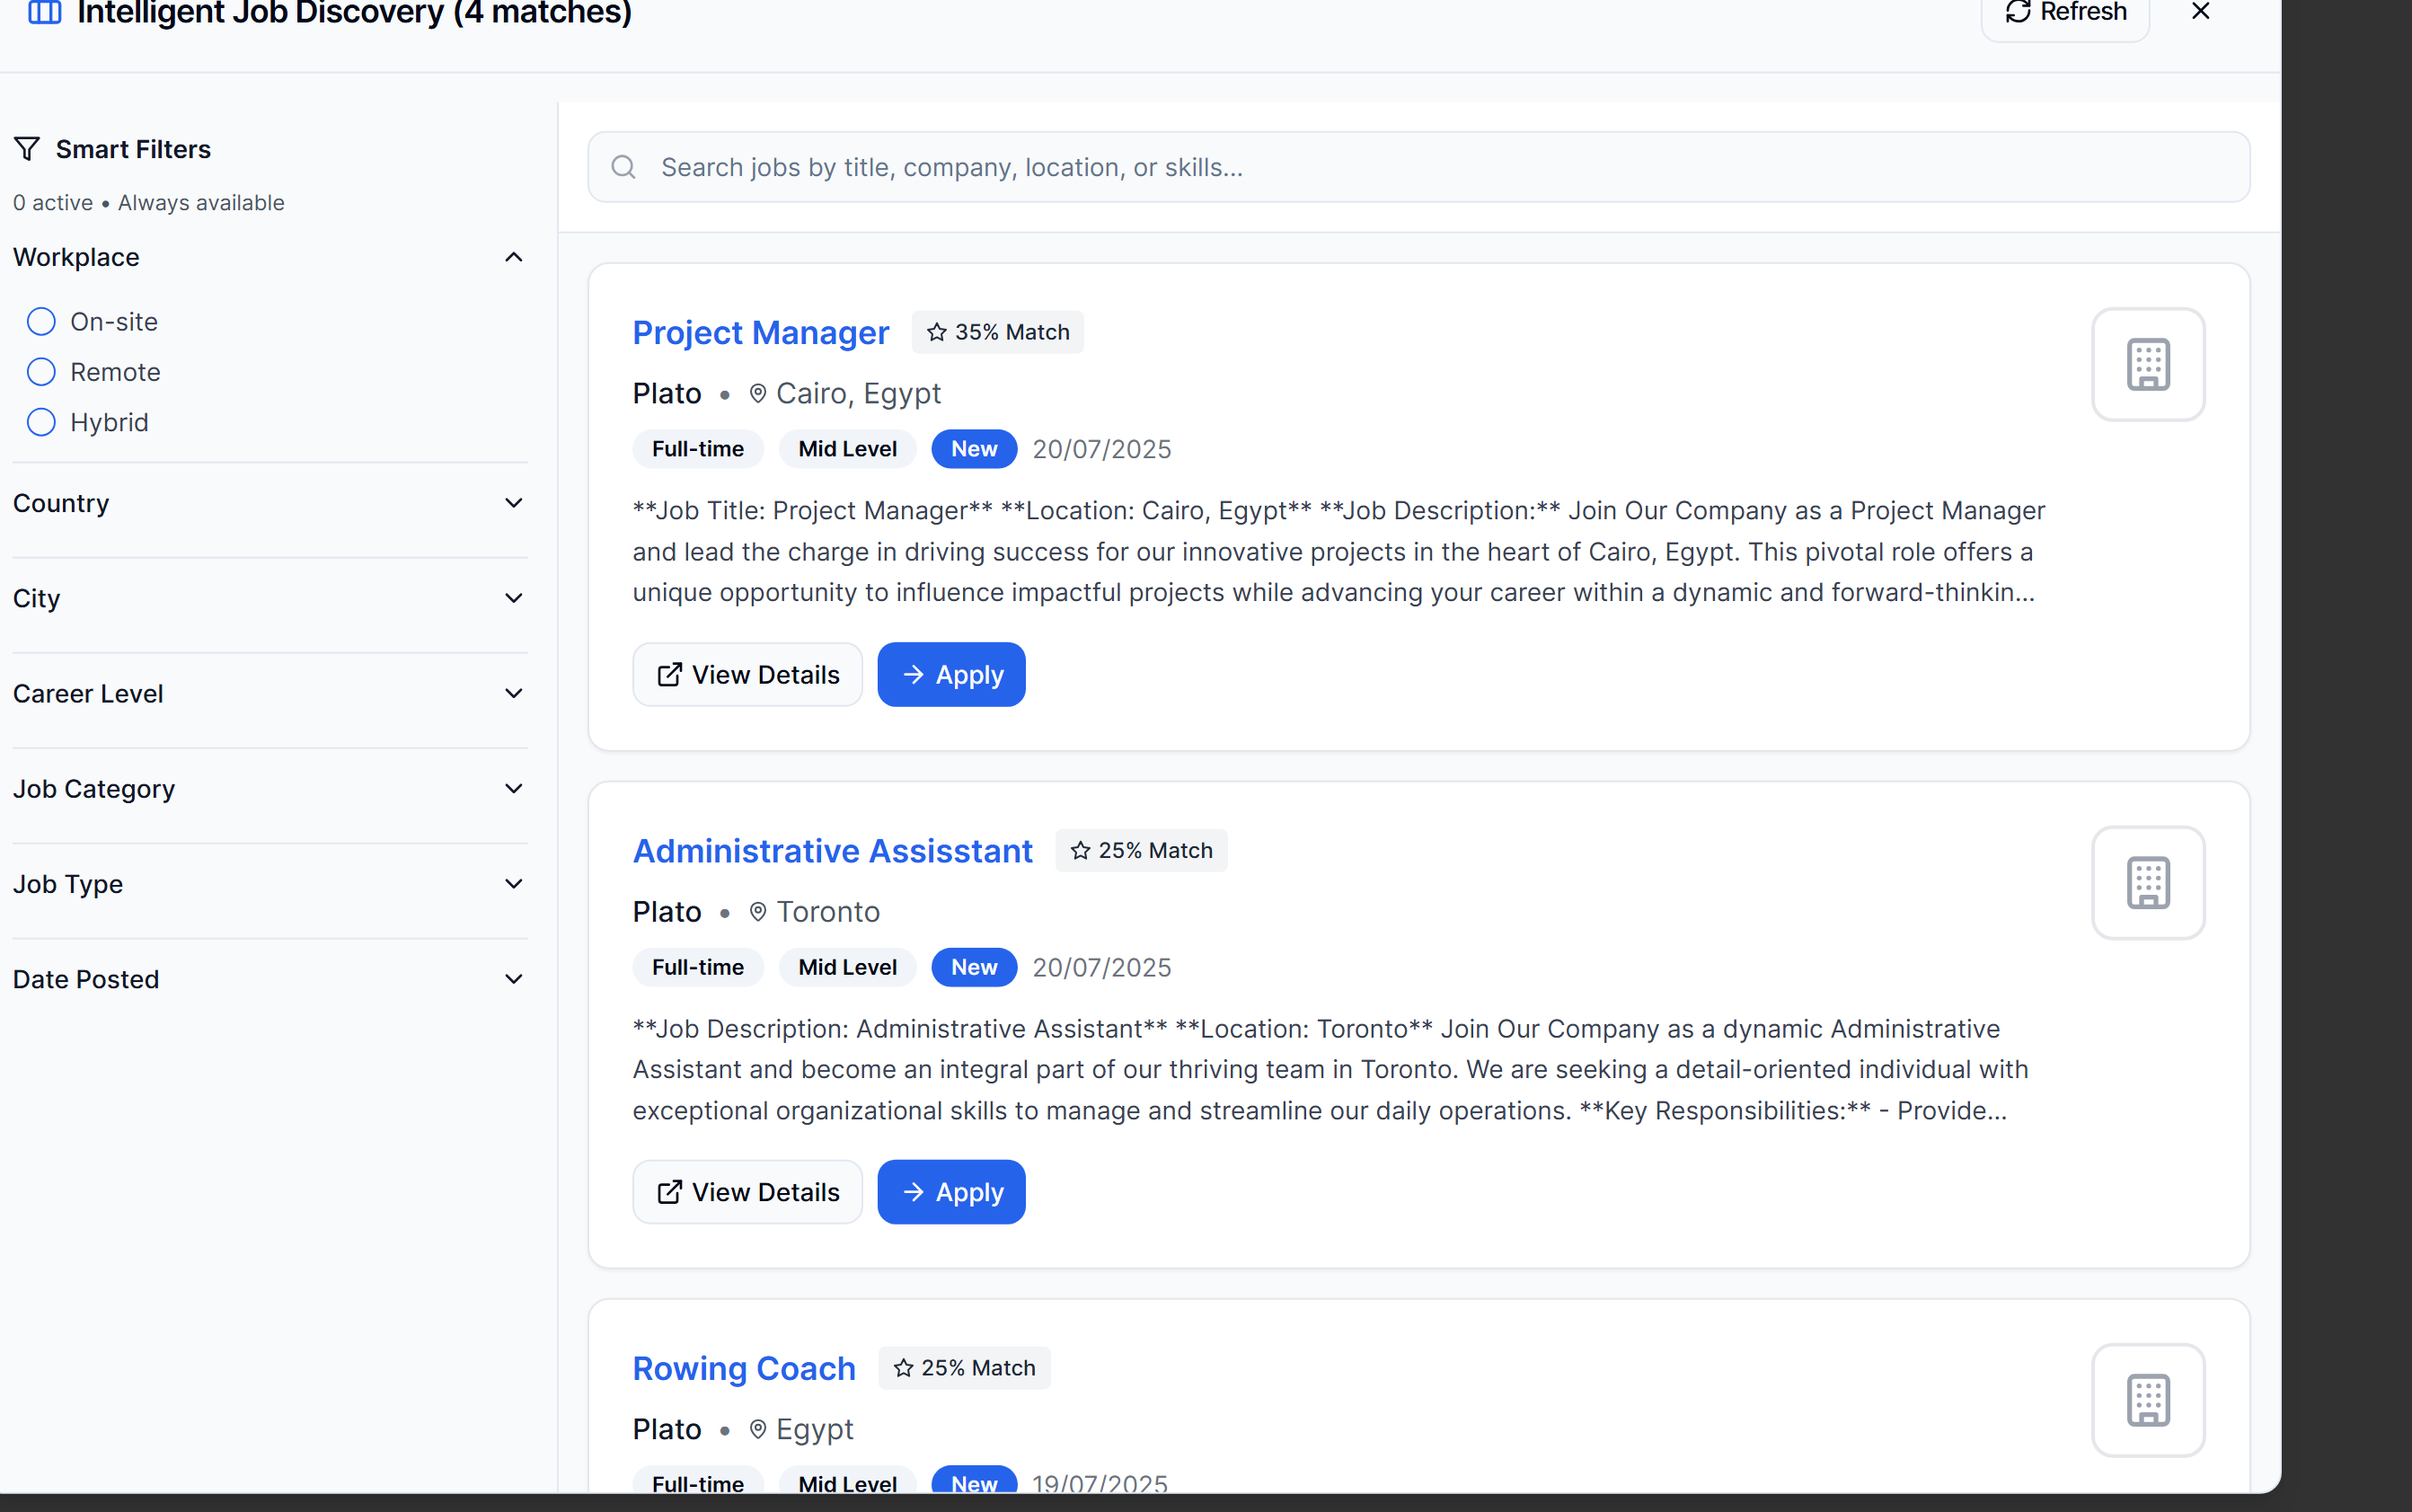 Intelligent Job Discovery (4 matches)
Refresh
Smart Filters
0 active • Always available
Workplace
On-site
Remote
Hybrid
Country
City
Career Level
Job Category
Job Type
Date Posted
Search jobs by title, company, location, or skills...
Project Manager
35% Match
Plato • Cairo, Egypt
Full-time Mid Level New 20/07/2025
**Job Title: Project Manager** **Location: Cairo, Egypt** **Job Description:** Join Our Company as a Project Manager
and lead the charge in driving success for our innovative projects in the heart of Cairo, Egypt. This pivotal role offers a
unique opportunity to influence impactful projects while advancing your career within a dynamic and forward-thinkin...
View Details Apply
Administrative Assisstant
25% Match
Plato • Toronto
Full-time Mid Level New 20/07/2025
**Job Description: Administrative Assistant** **Location: Toronto** Join Our Company as a dynamic Administrative
Assistant and become an integral part of our thriving team in Toronto. We are seeking a detail-oriented individual with
exceptional organizational skills to manage and streamline our daily operations. **Key Responsibilities:** - Provide...
View Details Apply
Rowing Coach
25% Match
Plato • Egypt
Full-time Mid Level New 19/07/2025